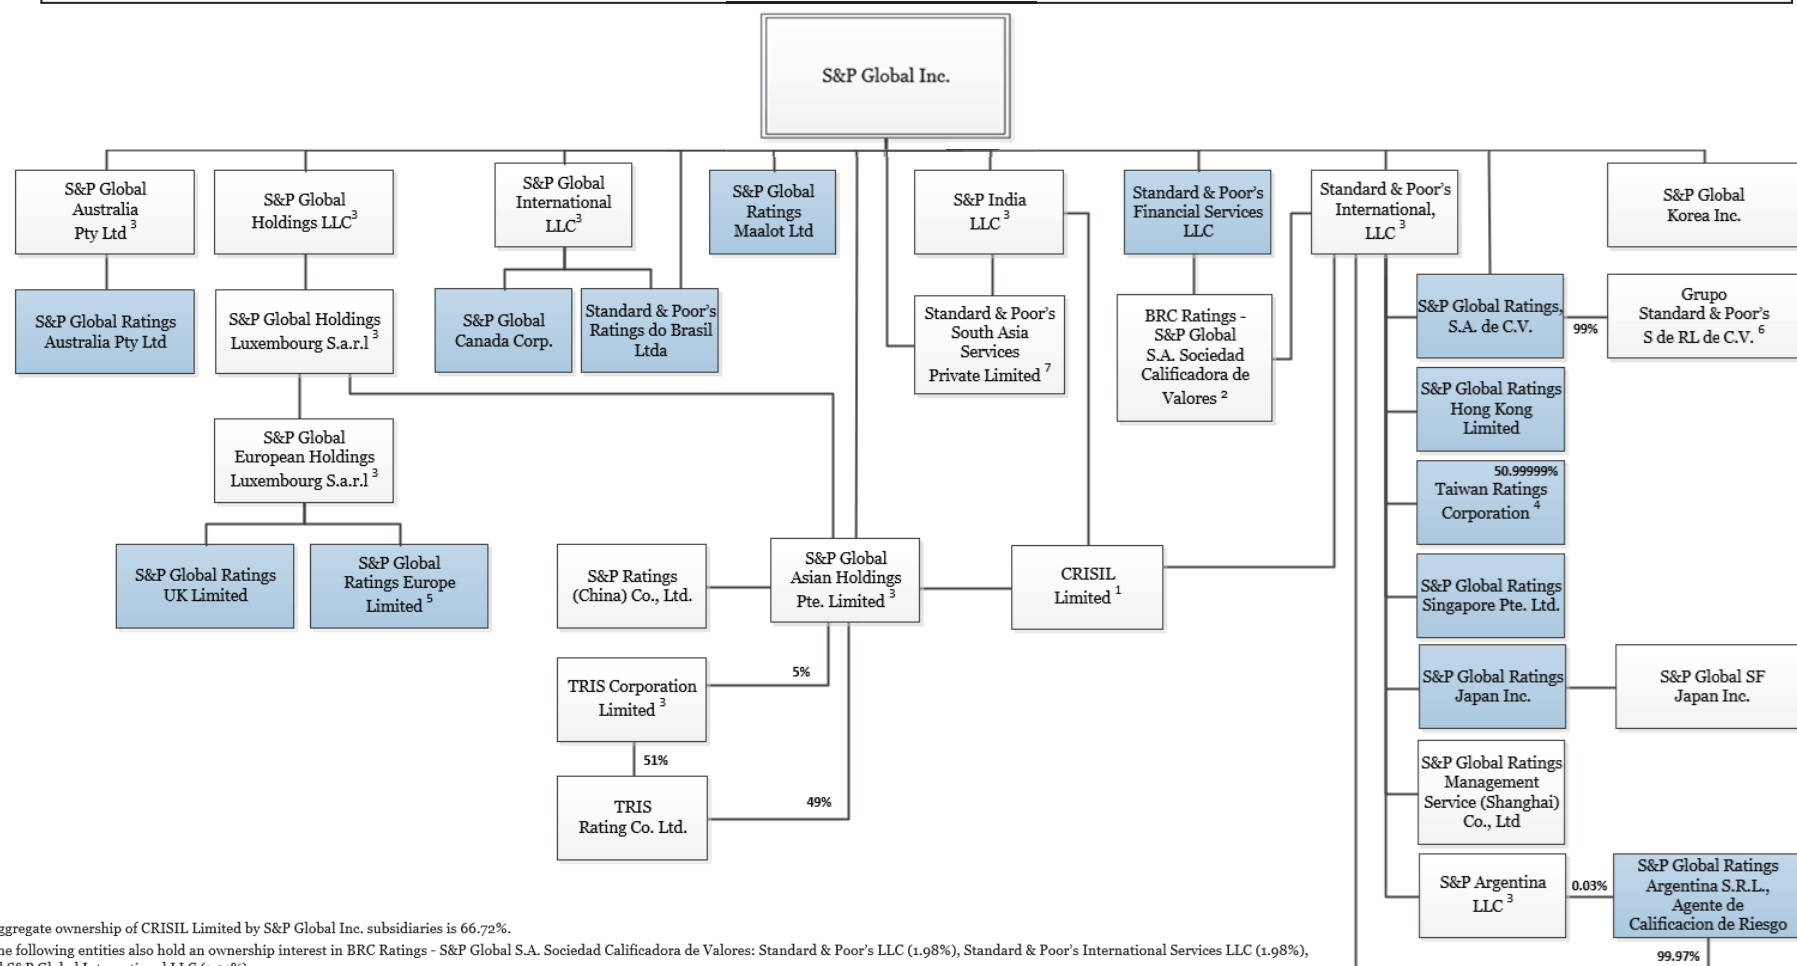 S&P Global Inc.
S&P Global
Australia
Pty Ltd 3
S&P Global
Holdings LLC3
S&P Global
International
LLC3
S&P Global
Ratings
Maalot Ltd
S&P India
LLC 3
Standard & Poor's
Financial Services
LLC
Standard & Poor's
International,
LLC 3
S&P Global
Korea Inc.
S&P Global Ratings
Australia Pty Ltd
S&P Global Holdings
Luxembourg S.a.r.l 3
S&P Global
Canada Corp.
Standard & Poor's
Ratings do Brasil
Ltda
Standard & Poor's
South Asia
Services
Private Limited 7
BRC Ratings -
S&P Global
S.A. Sociedad
Calificadora de
Valores 2
S&P Global Ratings,
S.A. de C.V.
99%
Grupo
Standard & Poor's
S de RL de C.V. 6
S&P Global Ratings
Hong Kong
Limited
S&P Global
European Holdings
Luxembourg S.a.r.l 3
50.99999%
Taiwan Ratings
Corporation 4
S&P Global Ratings
UK Limited
S&P Global
Ratings Europe
Limited 5
S&P Ratings
(China) Co., Ltd.
S&P Global
Asian Holdings
Pte. Limited 3
CRISIL
Limited 1
S&P Global Ratings
Singapore Pte. Ltd.
TRIS Corporation
Limited 3
5%
S&P Global Ratings
Japan Inc.
S&P Global SF
Japan Inc.
51%
TRIS
Rating Co. Ltd.
49%
S&P Global Ratings
Management
Service (Shanghai)
Co., Ltd
S&P Argentina
LLC 3
0.03%
S&P Global Ratings
Argentina S.R.L.,
Agente de
Calificacion de Riesgo
99.97%
ggregate ownership of CRISIL Limited by S&P Global Inc. subsidiaries is 66.72%.
he following entities also hold an ownership interest in BRC Ratings - S&P Global S.A. Sociedad Calificadora de Valores: Standard & Poor's LLC (1.98%), Standard & Poor's International Services LLC (1.98%),
S&P Global International LLC